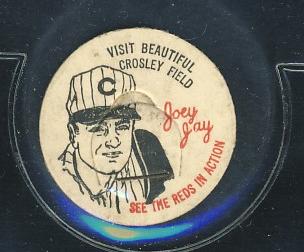 VISIT BEAUTIFUL
CROSLEY FIELD
C
Joey
Jay
SEE THE REDS IN ACTION